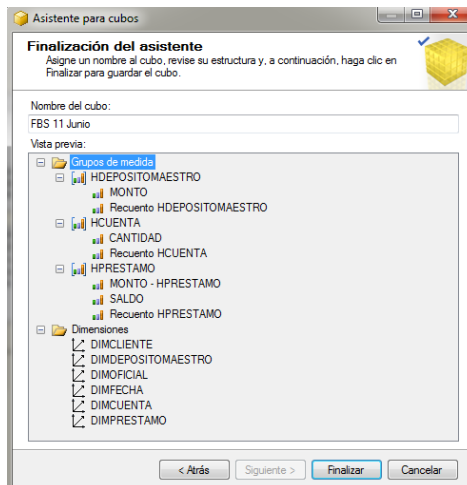 Asistente para cubos
Finalización del asistente
Asigne un nombre al cubo, revise su estructura y, a continuación, haga clic en
Finalizar para guardar el cubo.
Nombre del cubo:
FBS 11 Junio
Vista previa:
Grupos de medida
HDEPOSITOMAESTRO
MONTO
Recuento HDEPOSITOMAESTRO
HCUENTA
CANTIDAD
Recuento HCUENTA
HPRESTAMO
MONTO - HPRESTAMO
SALDO
Recuento HPRESTAMO
Dimensiones
DIMCLIENTE
DIMDEPOSITOMAESTRO
DIMOFICIAL
DIMFECHA
DIMCUENTA
DIMPRESTAMO
< Atrás Siguiente > Finalizar Cancelar